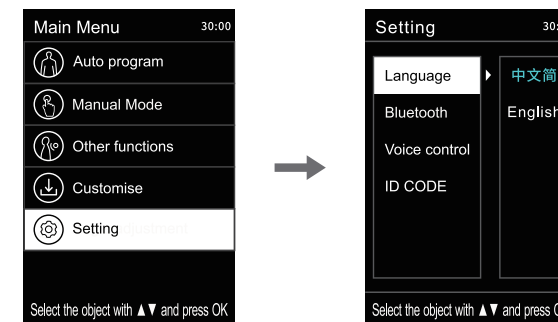 Main Menu 30:00
Auto program
Manual Mode
Other functions
Customise
Setting
Select the object with ▲▼ and press OK
Setting 30:
Language
Bluetooth
Voice control
ID CODE
中文简
English
Select the object with ▲▼ and press